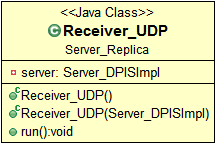 <<Java Class>>
Receiver_UDP
Server_Replica
server: Server_DPISImpl
Receiver_UDP()
Receiver_UDP(Server_DPISImpl)
run():void